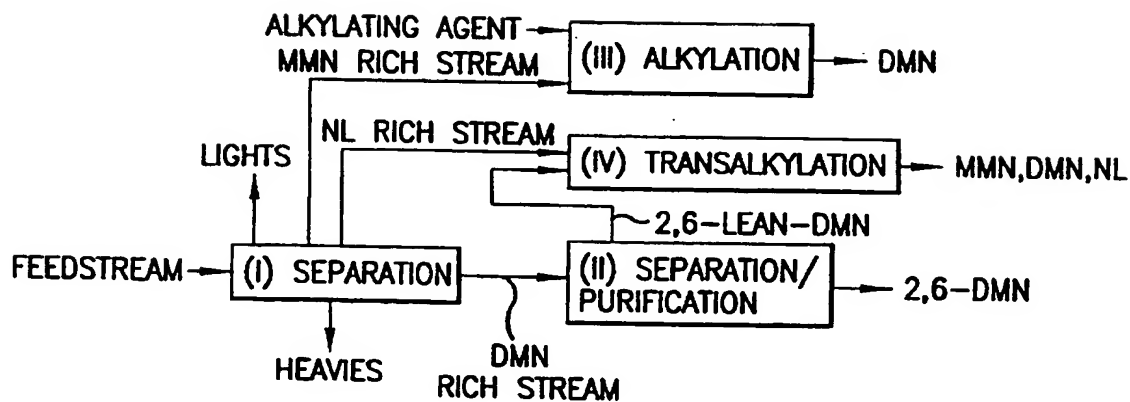 ALKYLATING AGENT
MMN RICH STREAM
(III) ALKYLATION
DMN
NL RICH STREAM
LIGHTS
(IV) TRANSALKYLATION
MMN,DMN,NL
2,6-LEAN-DMN
FEEDSTREAM
(I) SEPARATION
(II) SEPARATION/
PURIFICATION
2,6-DMN
HEAVIES
DMN
RICH STREAM